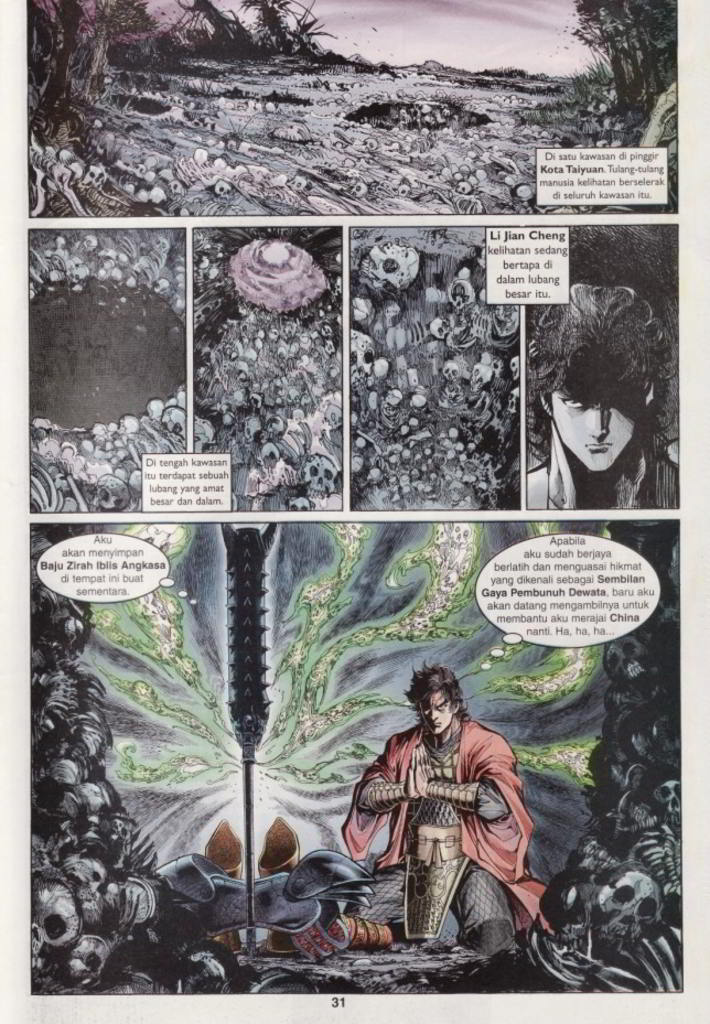 Di satu kawasan di pinggir
Kota Taiyuan. Tulang-tulang
manusia kelihatan berselerak
di seluruh kawasan itu.
Di tengah kawasan
itu terdapat sebuah
lubang yang amat
besar dan dalam.
Li Jian Cheng
kelihatan sedang
bertapa di
dalam lubang
besar itu.
Aku
akan menyimpan
Baju Zirah Iblis Angkasa
di tempat ini buat
sementara.
Apabila
aku sudah berjaya
berlatih dan menguasai hikmat
yang dikenali sebagai Sembilan
Gaya Pembunuh Dewata, baru aku
akan datang mengambilnya untuk
membantu aku merajai China
nanti. Ha, ha, ha...
31